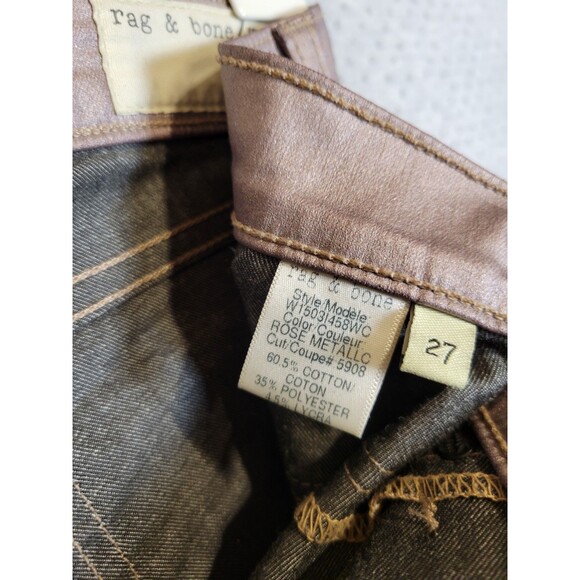 rag & bone/
rag & bone
Style/Modèle
W1503I458WC
Color/Couleur
ROSE METALLC
Cut/Coupe# 5908
60.5% COTTON/
COTON
35% POLYESTER
4.5% LYCRA
27